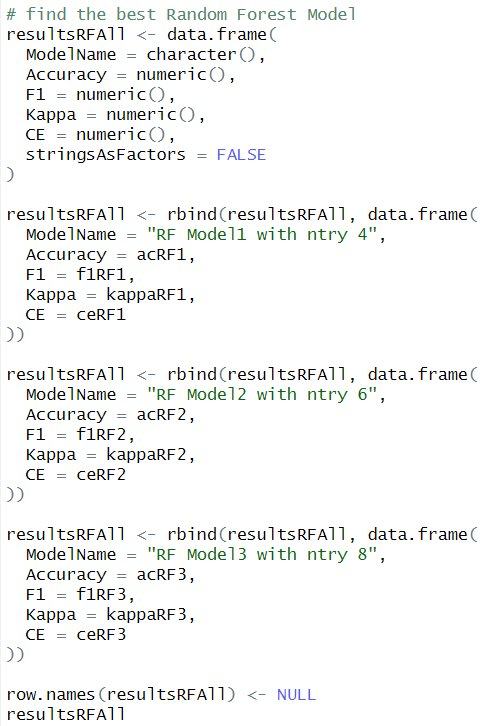 # find the best Random Forest Model
resultsRFAll <- data.frame(
  ModelName = character(),
  Accuracy = numeric(),
  F1 = numeric(),
  Kappa = numeric(),
  CE = numeric(),
  stringsAsFactors = FALSE
)

resultsRFAll <- rbind(resultsRFAll, data.frame(
  ModelName = "RF Model1 with ntry 4",
  Accuracy = acRF1,
  F1 = f1RF1,
  Kappa = kappaRF1,
  CE = ceRF1
))

resultsRFAll <- rbind(resultsRFAll, data.frame(
  ModelName = "RF Model2 with ntry 6",
  Accuracy = acRF2,
  F1 = f1RF2,
  Kappa = kappaRF2,
  CE = ceRF2
))

resultsRFAll <- rbind(resultsRFAll, data.frame(
  ModelName = "RF Model3 with ntry 8",
  Accuracy = acRF3,
  F1 = f1RF3,
  Kappa = kappaRF3,
  CE = ceRF3
))

row.names(resultsRFAll) <- NULL
resultsRFAll